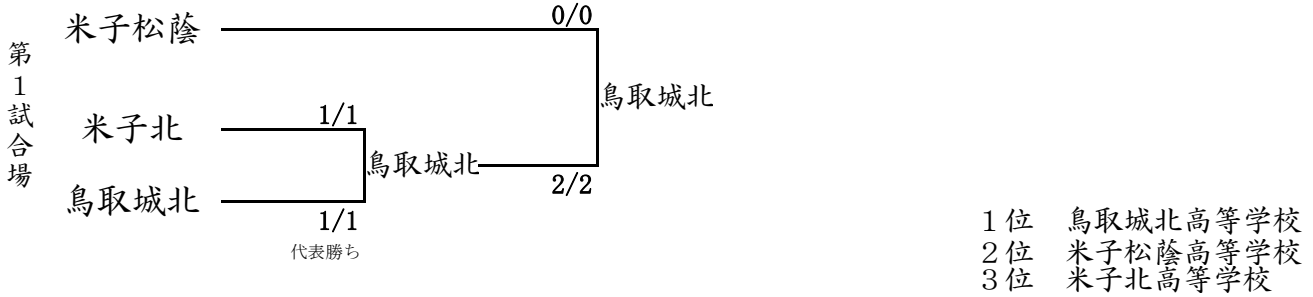 第1試合場
米子松蔭
0/0
鳥取城北
米子北
1/1
鳥取城北
2/2
鳥取城北
1/1
代表勝ち
1位 鳥取城北高等学校
2位 米子松蔭高等学校
3位 米子北高等学校